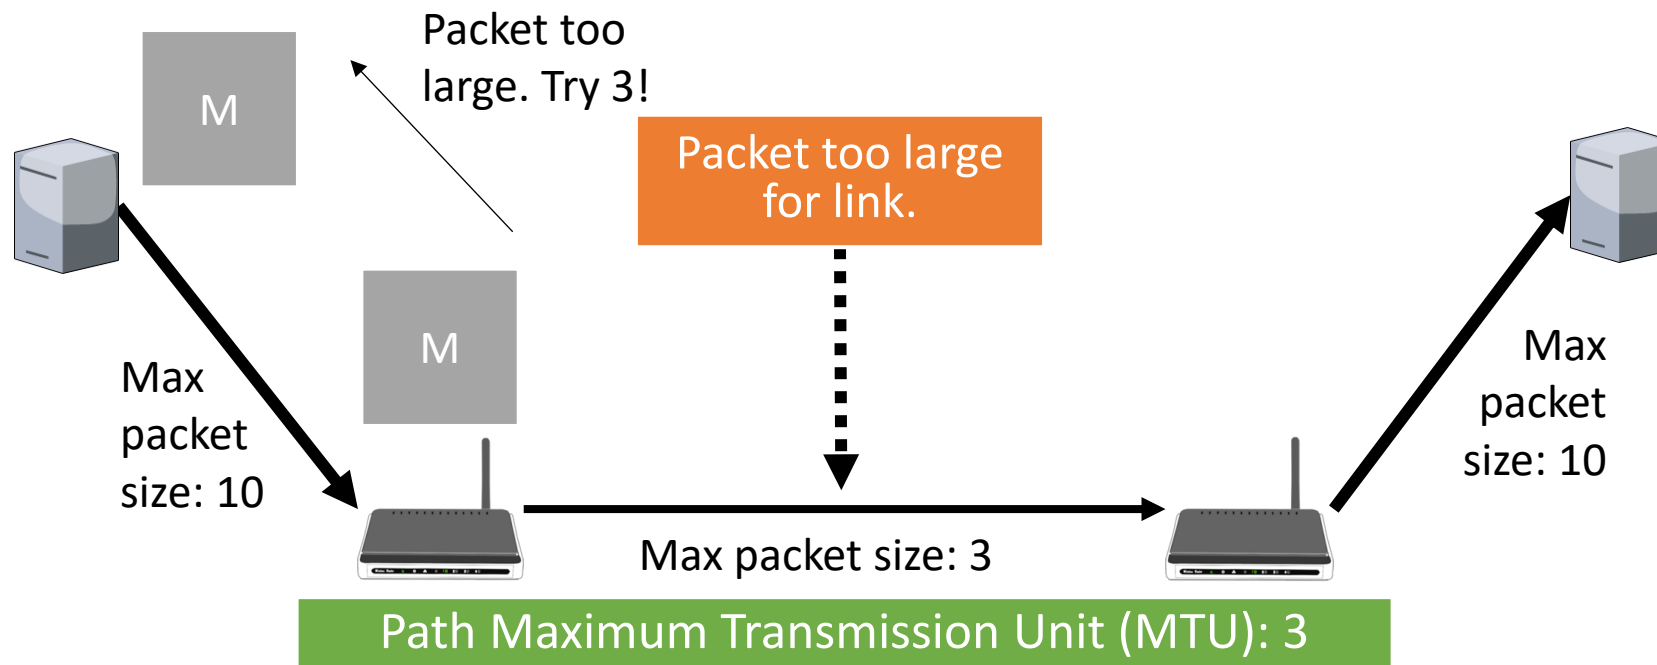 Packet too
large. Try 3!
M
Packet too large
for link.
M
Max
packet
size: 10
Max
packet
size: 10
Max packet size: 3
Path Maximum Transmission Unit (MTU): 3